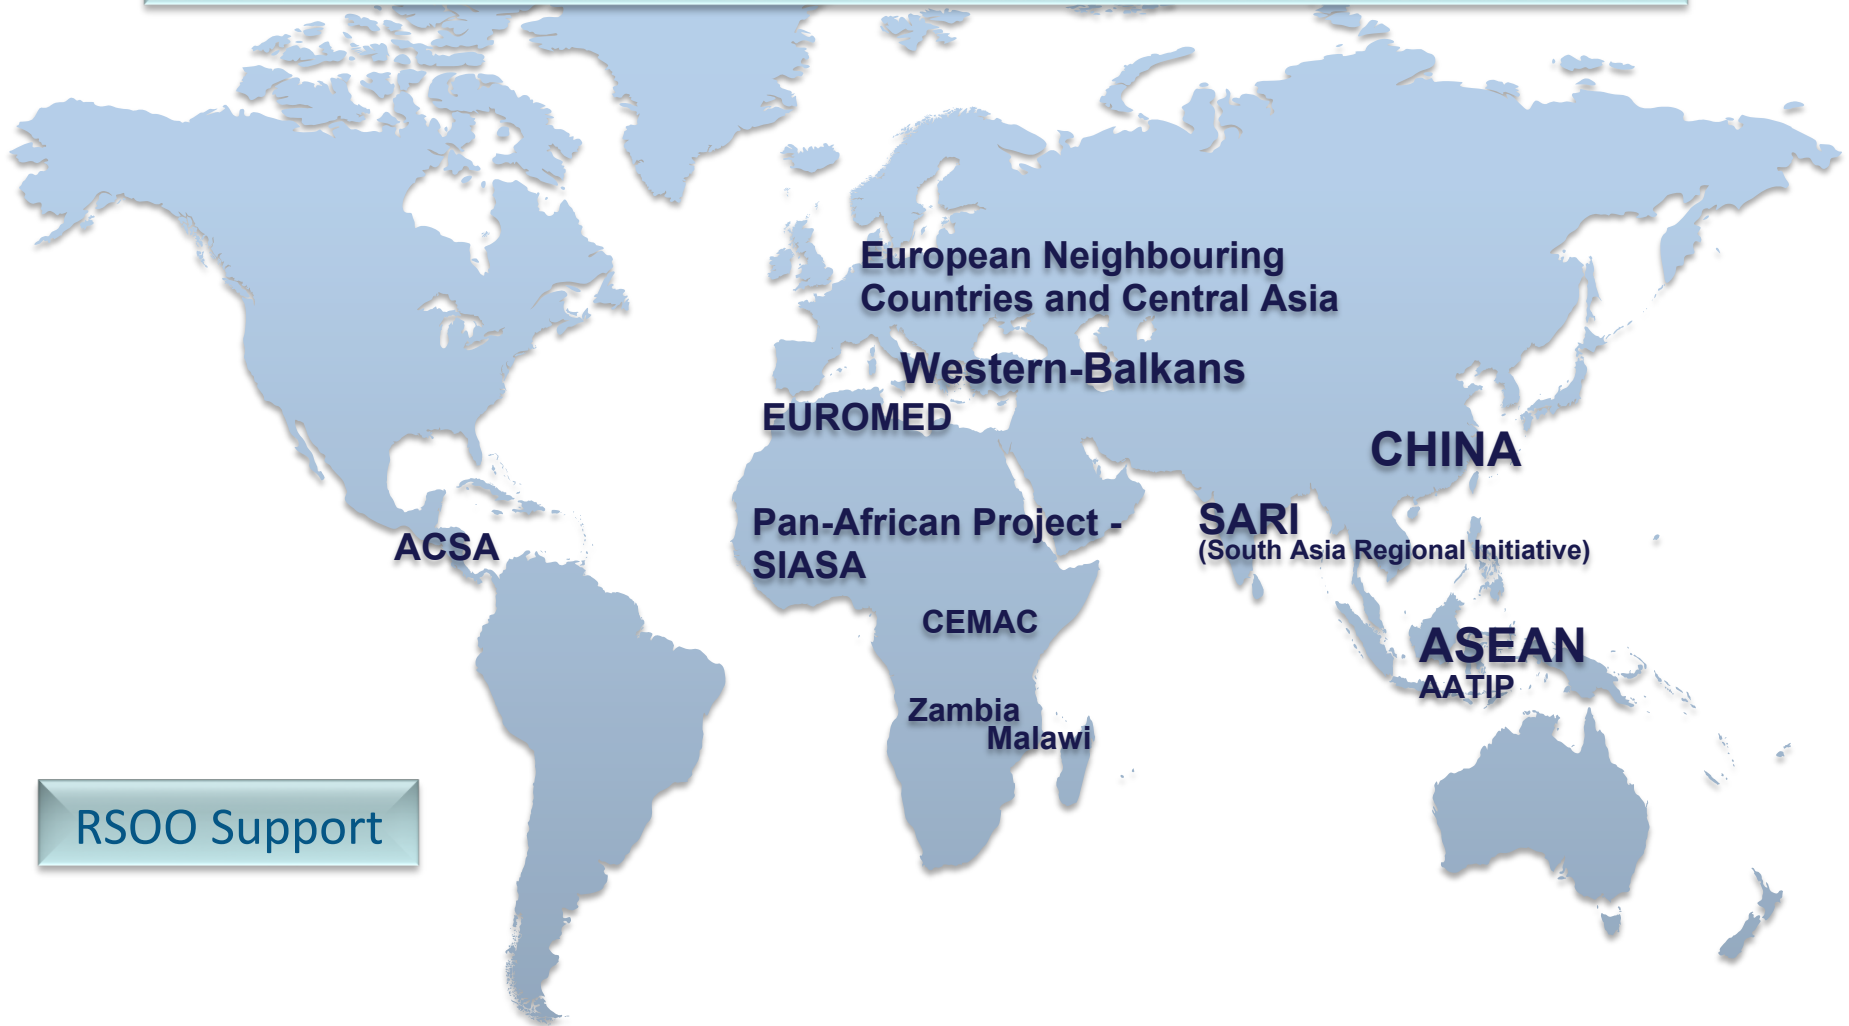 European Neighbouring
Countries and Central Asia
Western-Balkans
EUROMED
CHINA
Pan-African Project -
SIASA
SARI
(South Asia Regional Initiative)
ACSA
CEMAC
ASEAN
AATIP
Zambia
Malawi
RSOO Support